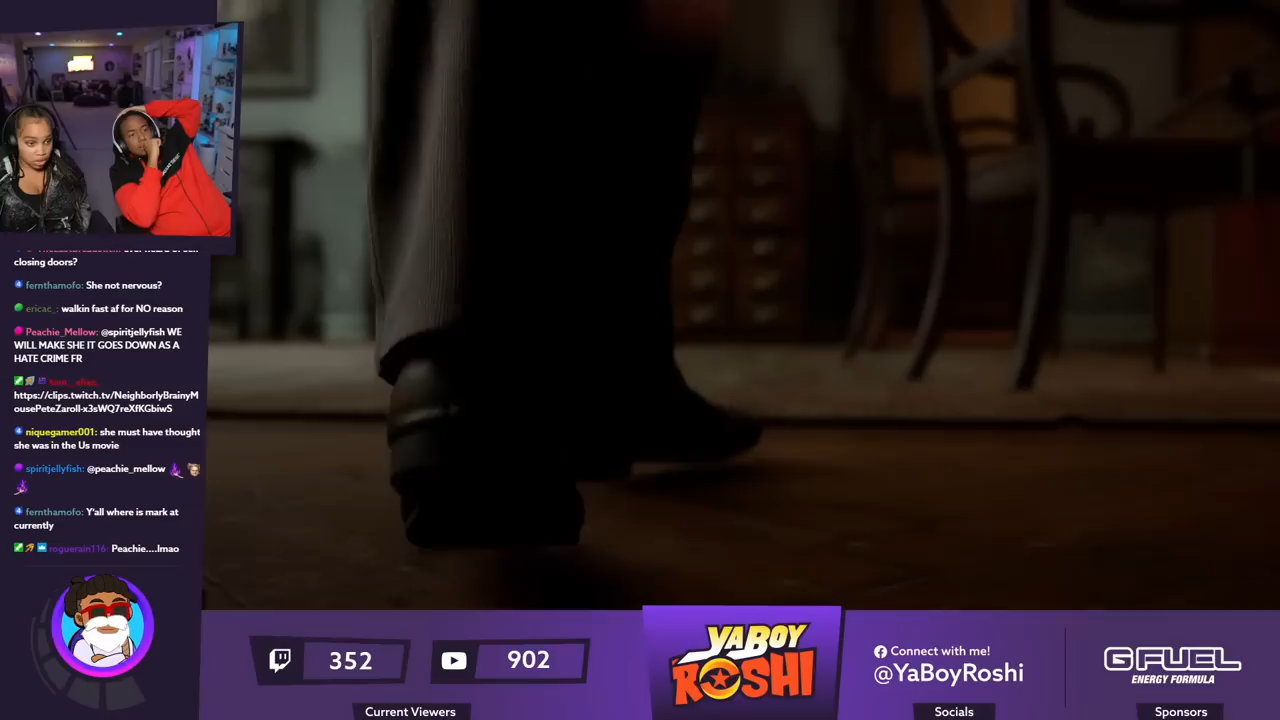 closing doors?
fernthamofo: She not nervous?
ericac_: walkin fast af for NO reason
Peachie_Mellow: @spiritjellyfish WE
WILL MAKE SHE IT GOES DOWN AS A
HATE CRIME FR
https://clips.twitch.tv/NeighborlyBrainyM
ousePeteZaroll-x3sWQ7reXfKGbiwS
niquegamer001: she must have thought
she was in the Us movie
spiritjellyfish: @peachie_mellow
fernthamofo: Y'all where is mark at
currently
roguerain116: Peachie....lmao
352
902
Current Viewers
YABOY
ROSHI
Connect with me!
@YaBoyRoshi
Socials
G FUEL
ENERGY FORMULA
Sponsors